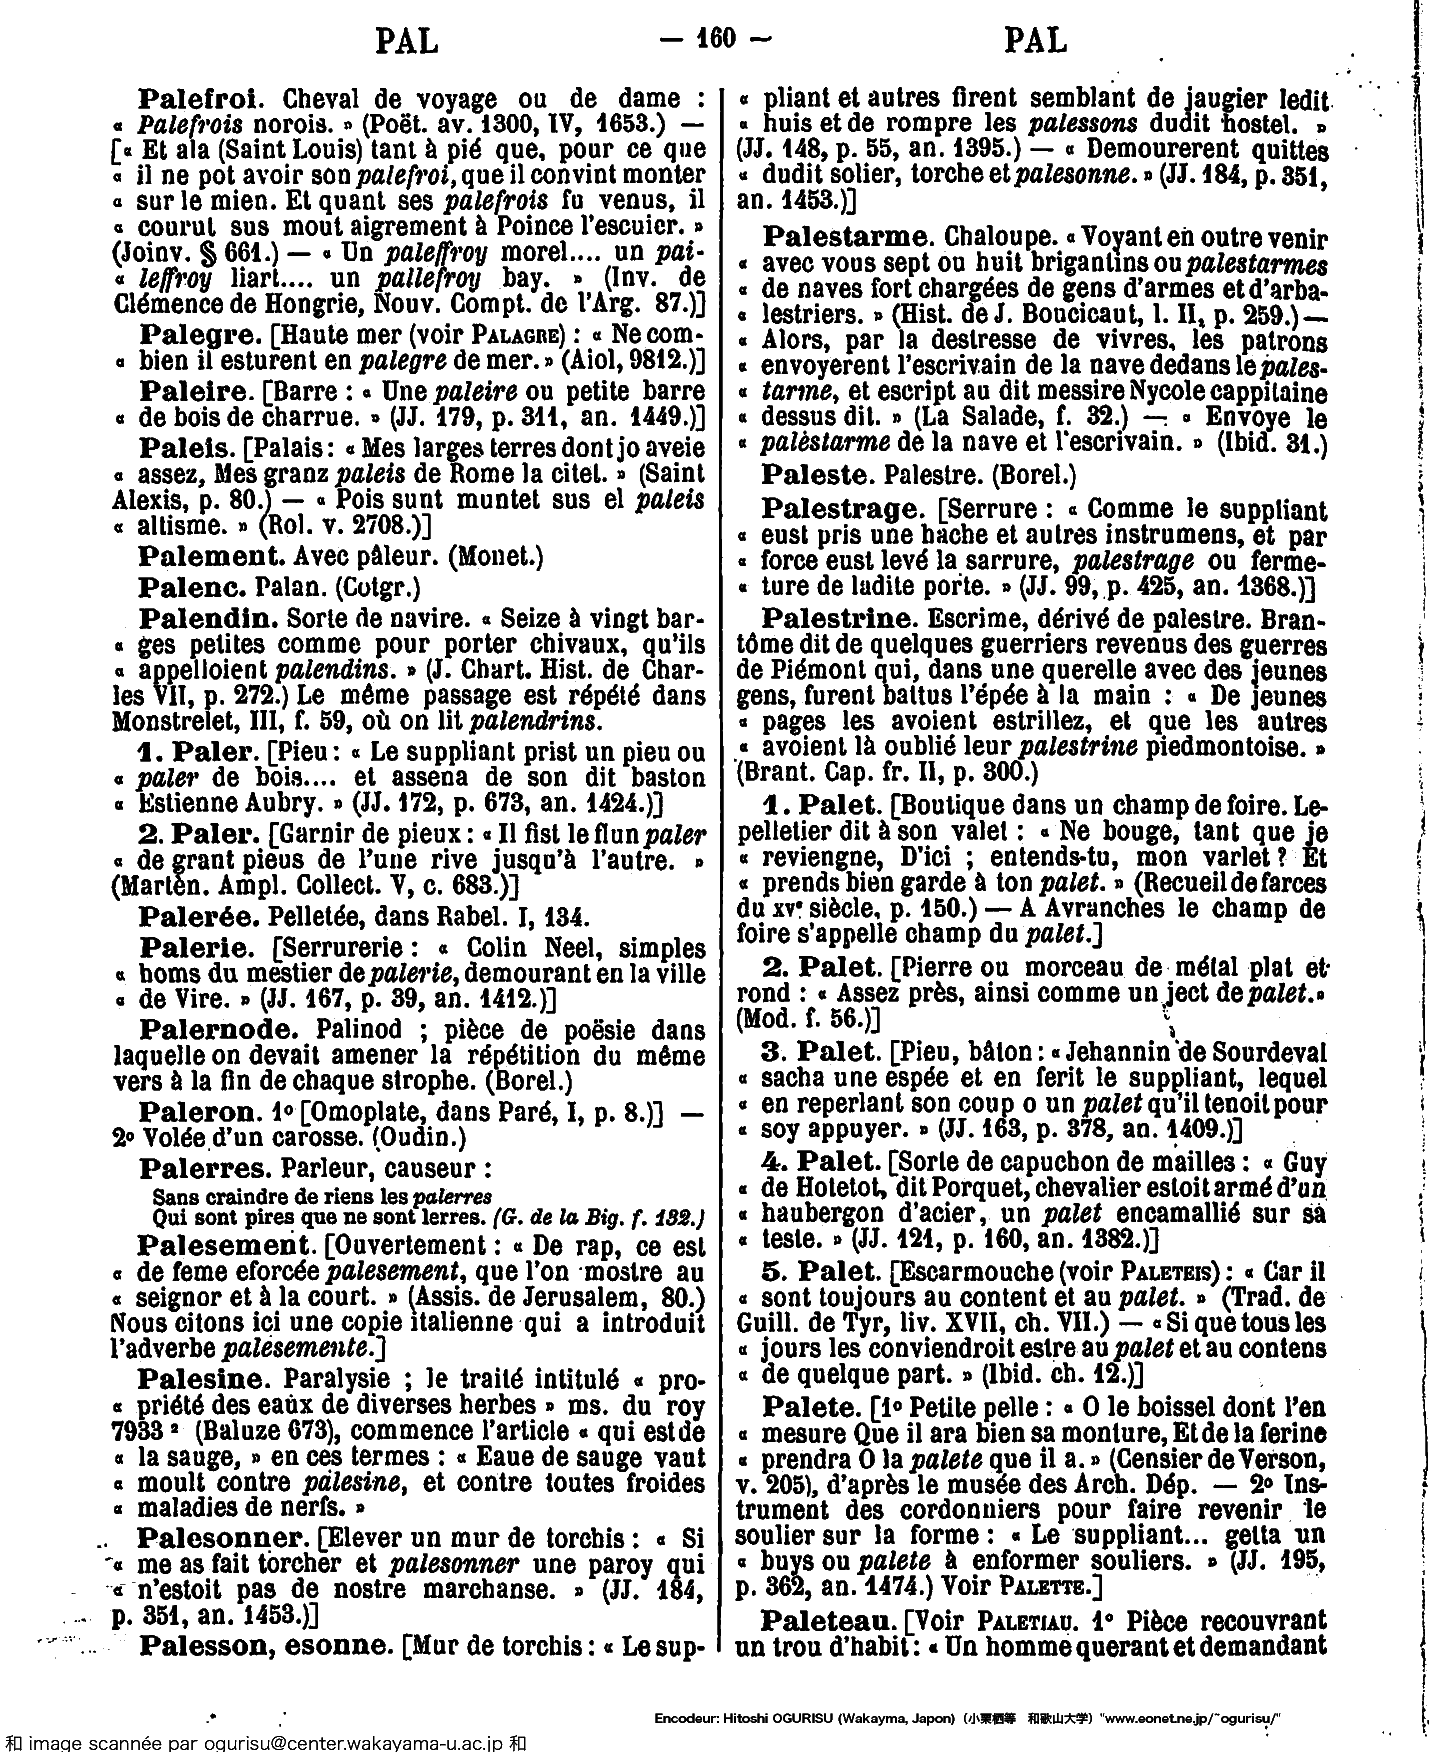 PAL — 160 — PAL
Palefroi. Cheval de voyage ou de dame :
« Palefrois norois. » (Poët. av. 1300, IV, 1653.) —
[« Et ala (Saint Louis) tant à pié que, pour ce que
« il ne pot avoir son palefroi, que il convint monter
« sur le mien. Et quant ses palefrois fu venus, il
« courut sus mout aigrement à Poince l'escuier. »
(Joinv. § 661.) — « Un paleffroy morel.... un pai-
« leffroy liart.... un pallefroy bay. » (Inv. de
Clémence de Hongrie, Nouv. Compt. de l'Arg. 87.)]
Palegre. [Haute mer (voir PALAGRE) : « Ne com-
« bien il esturent en palegre de mer. » (Aiol, 9812.)]
Paleire. [Barre : « Une paleire ou petite barre
« de bois de charrue. » (JJ. 179, p. 311, an. 1449.)]
Paleis. [Palais : « Mes larges terres dont jo aveie
« assez, Mes granz paleis de Rome la citet. » (Saint
Alexis, p. 80.) — « Pois sunt muntet sus el paleis
« altisme. » (Rol. v. 2708.)]
Palement. Avec pâleur. (Monet.)
Palenc. Palan. (Cotgr.)
Palendin. Sorte de navire. « Seize à vingt bar-
« ges petites comme pour porter chivaux, qu'ils
« appelloient palendins. » (J. Chart. Hist. de Char-
les VII, p. 272.) Le même passage est répété dans
Monstrelet, III, f. 59, où on lit palendrins.
1. Paler. [Pieu : « Le suppliant prist un pieu ou
« paler de bois.... et assena de son dit baston
« Estienne Aubry. » (JJ. 172, p. 673, an. 1424.)]
2. Paler. [Garnir de pieux : « Il fist le flun paler
« de grant pieus de l'une rive jusqu'à l'autre. »
(Martèn. Ampl. Collect. V, c. 683.)]
Palerée. Pelletée, dans Rabel. I, 134.
Palerie. [Serrurerie : « Colin Neel, simples
« homs du mestier de palerie, demourant en la ville
« de Vire. » (JJ. 167, p. 39, an. 1412.)]
Palernode. Palinod ; pièce de poësie dans
laquelle on devait amener la répétition du même
vers à la fin de chaque strophe. (Borel.)
Paleron. 1º [Omoplate, dans Paré, I, p. 8.)] —
2º Volée d'un carosse. (Oudin.)
Palerres. Parleur, causeur :
Sans craindre de riens les palerres
Qui sont pires que ne sont lerres. (G. de la Big. f. 132.)
Palesement. [Ouvertement : « De rap, ce est
« de feme eforcée palesement, que l'on mostre au
« seignor et à la court. » (Assis. de Jerusalem, 80.)
Nous citons ici une copie italienne qui a introduit
l'adverbe palesemente.]
Palesine. Paralysie ; le traité intitulé « pro-
« priété des eaux de diverses herbes » ms. du roy
7933 ² (Baluze 673), commence l'article « qui est de
« la sauge, » en ces termes : « Eaue de sauge vaut
« moult contre palesine, et contre toutes froides
« maladies de nerfs. »
Palesonner. [Elever un mur de torchis : « Si
« me as fait torcher et palesonner une paroy qui
« n'estoit pas de nostre marchanse. » (JJ. 184,
p. 351, an. 1453.)]
Palesson, esonne. [Mur de torchis : « Le sup-
« pliant et autres firent semblant de jaugier ledit
« huis et de rompre les palessons dudit hostel. »
(JJ. 148, p. 55, an. 1395.) — « Demourerent quittes
« dudit solier, torche et palesonne. » (JJ. 184, p. 351,
an. 1453.)]
Palestarme. Chaloupe. « Voyant en outre venir
« avec vous sept ou huit brigantins ou palestarmes
« de naves fort chargées de gens d'armes et d'arba-
« lestriers. » (Hist. de J. Boucicaut, l. II, p. 259.) —
« Alors, par la destresse de vivres, les patrons
« envoyerent l'escrivain de la nave dedans le pales-
« tarme, et escript au dit messire Nycole cappitaine
« dessus dit. » (La Salade, f. 32.) — « Envoye le
« palèstarme de la nave et l'escrivain. » (Ibid. 31.)
Paleste. Palestre. (Borel.)
Palestrage. [Serrure : « Comme le suppliant
« eust pris une hache et autres instrumens, et par
« force eust levé la sarrure, palestrage ou ferme-
« ture de ladite porte. » (JJ. 99, p. 425, an. 1368.)]
Palestrine. Escrime, dérivé de palestre. Bran-
tôme dit de quelques guerriers revenus des guerres
de Piémont qui, dans une querelle avec des jeunes
gens, furent battus l'épée à la main : « De jeunes
« pages les avoient estrillez, et que les autres
« avoient là oublié leur palestrine piedmontoise. »
(Brant. Cap. fr. II, p. 300.)
1. Palet. [Boutique dans un champ de foire. Le-
pelletier dit à son valet : « Ne bouge, tant que je
« reviengne, D'ici ; entends-tu, mon varlet ? Et
« prends bien garde à ton palet. » (Recueil de farces
du xvᵉ siècle, p. 150.) — A Avranches le champ de
foire s'appelle champ du palet.]
2. Palet. [Pierre ou morceau de métal plat et
rond : « Assez près, ainsi comme un ject de palet. »
(Mod. f. 56.)]
3. Palet. [Pieu, bâton : « Jehannin de Sourdeval
« sacha une espée et en ferit le suppliant, lequel
« en reperlant son coup o un palet qu'il tenoit pour
« soy appuyer. » (JJ. 163, p. 378, an. 1409.)]
4. Palet. [Sorte de capuchon de mailles : « Guy
« de Hotetot, dit Porquet, chevalier estoit armé d'un
« haubergon d'acier, un palet encamallié sur sa
« teste. » (JJ. 121, p. 160, an. 1382.)]
5. Palet. [Escarmouche (voir PALETEIS) : « Car il
« sont toujours au content et au palet. » (Trad. de
Guill. de Tyr, liv. XVII, ch. VII.) — « Si que tous les
« jours les conviendroit estre au palet et au contens
« de quelque part. » (Ibid. ch. 12.)]
Palete. [1º Petite pelle : « O le boissel dont l'en
« mesure Que il ara bien sa monture, Et de la ferine
« prendra O la palete que il a. » (Censier de Verson,
v. 205), d'après le musée des Arch. Dép. — 2º Ins-
trument des cordonniers pour faire revenir le
soulier sur la forme : « Le suppliant... getta un
« buys ou palete à enformer souliers. » (JJ. 195,
p. 362, an. 1474.) Voir PALETTE.]
Paleteau. [Voir PALETIAU. 1º Pièce recouvrant
un trou d'habit : « Un homme querant et demandant
Encodeur: Hitoshi OGURISU (Wakayma, Japon) (小栗栖等 和歌山大学) "www.eonet.ne.jp/~ogurisu/"
和 image scannée par ogurisu@center.wakayama-u.ac.jp 和